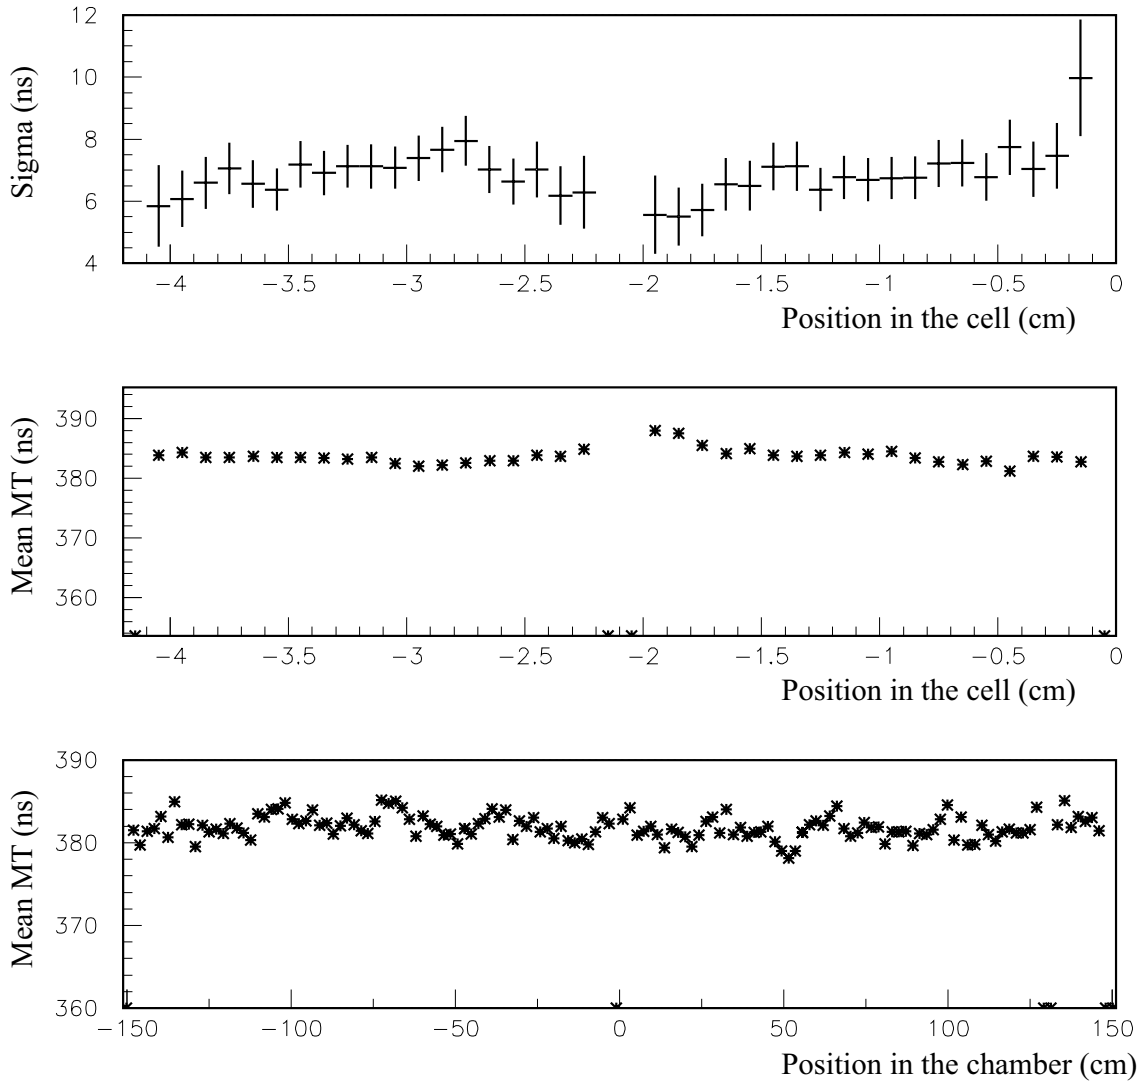 12
10
8
6
4
Sigma (ns)
−4 −3.5 −3 −2.5 −2 −1.5 −1 −0.5 0
Position in the cell (cm)
390
380
370
360
Mean MT (ns)
−4 −3.5 −3 −2.5 −2 −1.5 −1 −0.5 0
Position in the cell (cm)
390
380
370
360
Mean MT (ns)
−150 −100 −50 0 50 100 150
Position in the chamber (cm)